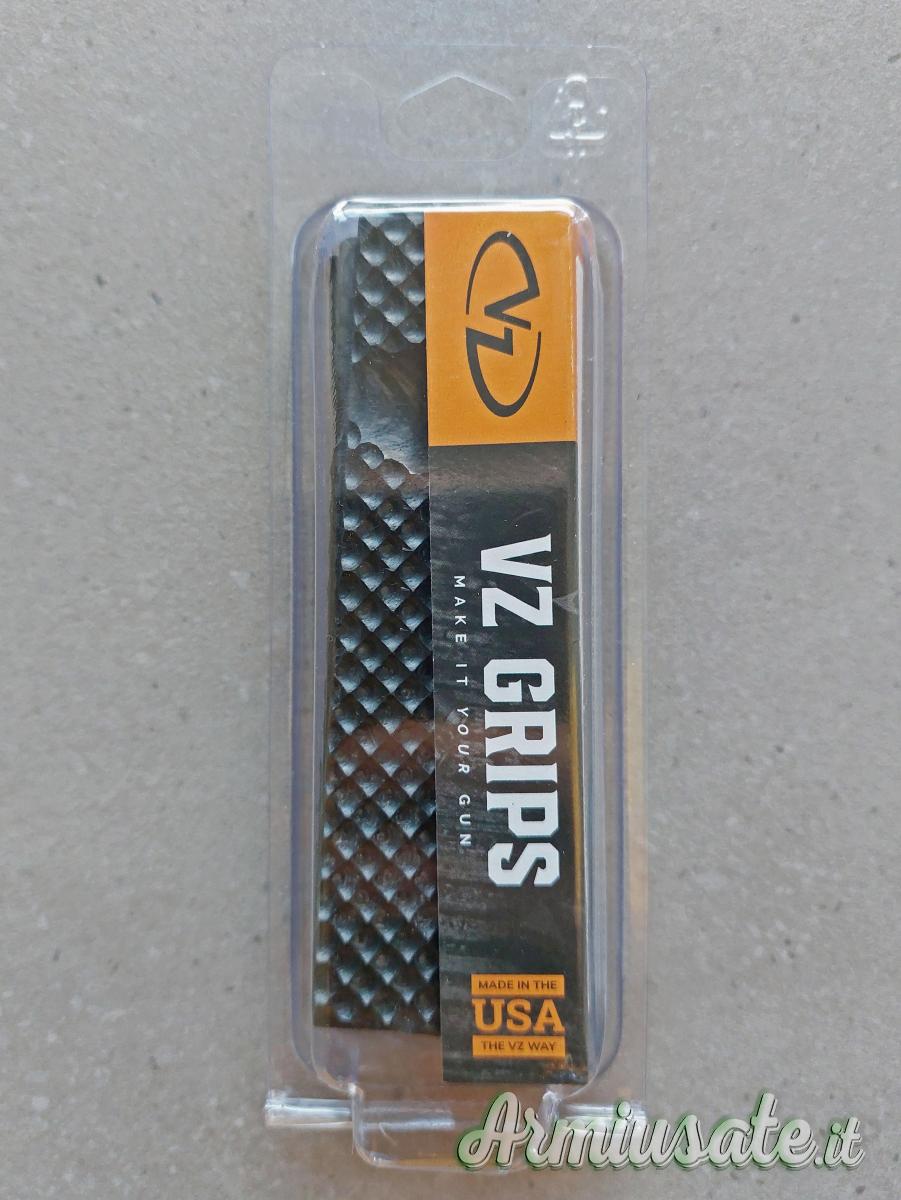 VZ
VZ GRIPS
MAKE IT YOUR GUN
MADE IN THE
USA
THE VZ WAY
Armiusate.it